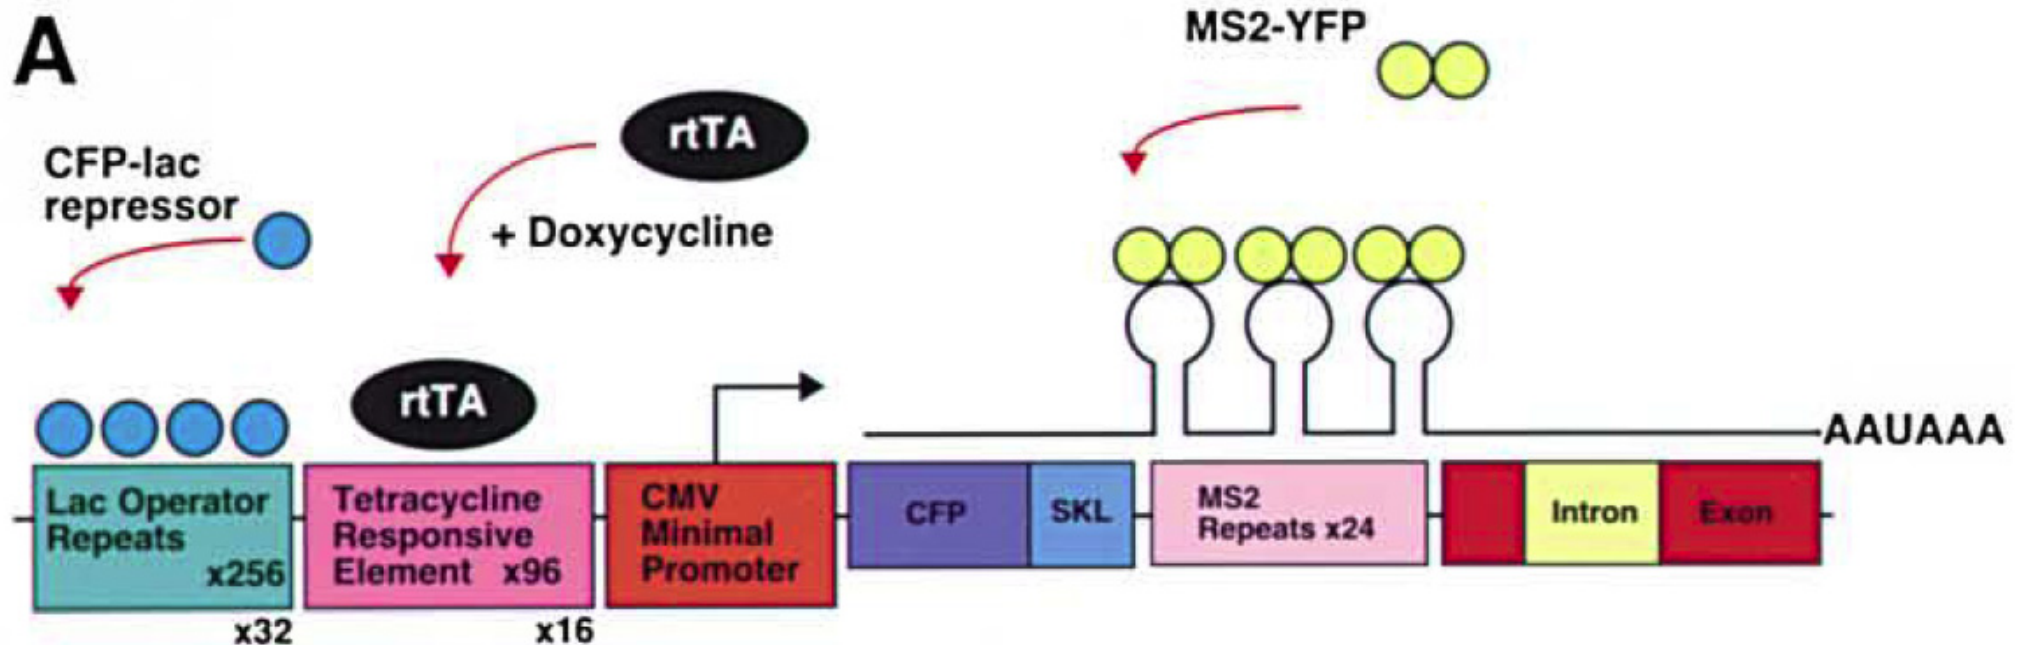 A
MS2-YFP
rtTA
CFP-lac
repressor
+ Doxycycline
rtTA
AAUAAA
Lac Operator
Repeats
x256
x32
Tetracycline
Responsive
Element x96
x16
CMV
Minimal
Promoter
CFP
SKL
MS2
Repeats x24
Intron
Exon